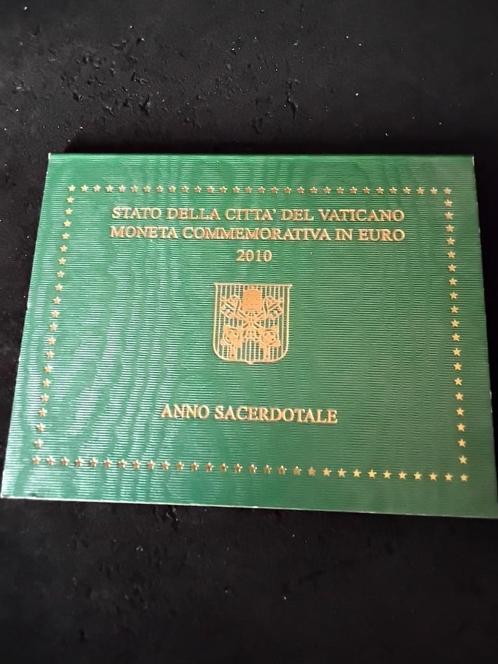 STATO DELLA CITTA' DEL VATICANO
MONETA COMMEMORATIVA IN EURO
2010
ANNO SACERDOTALE